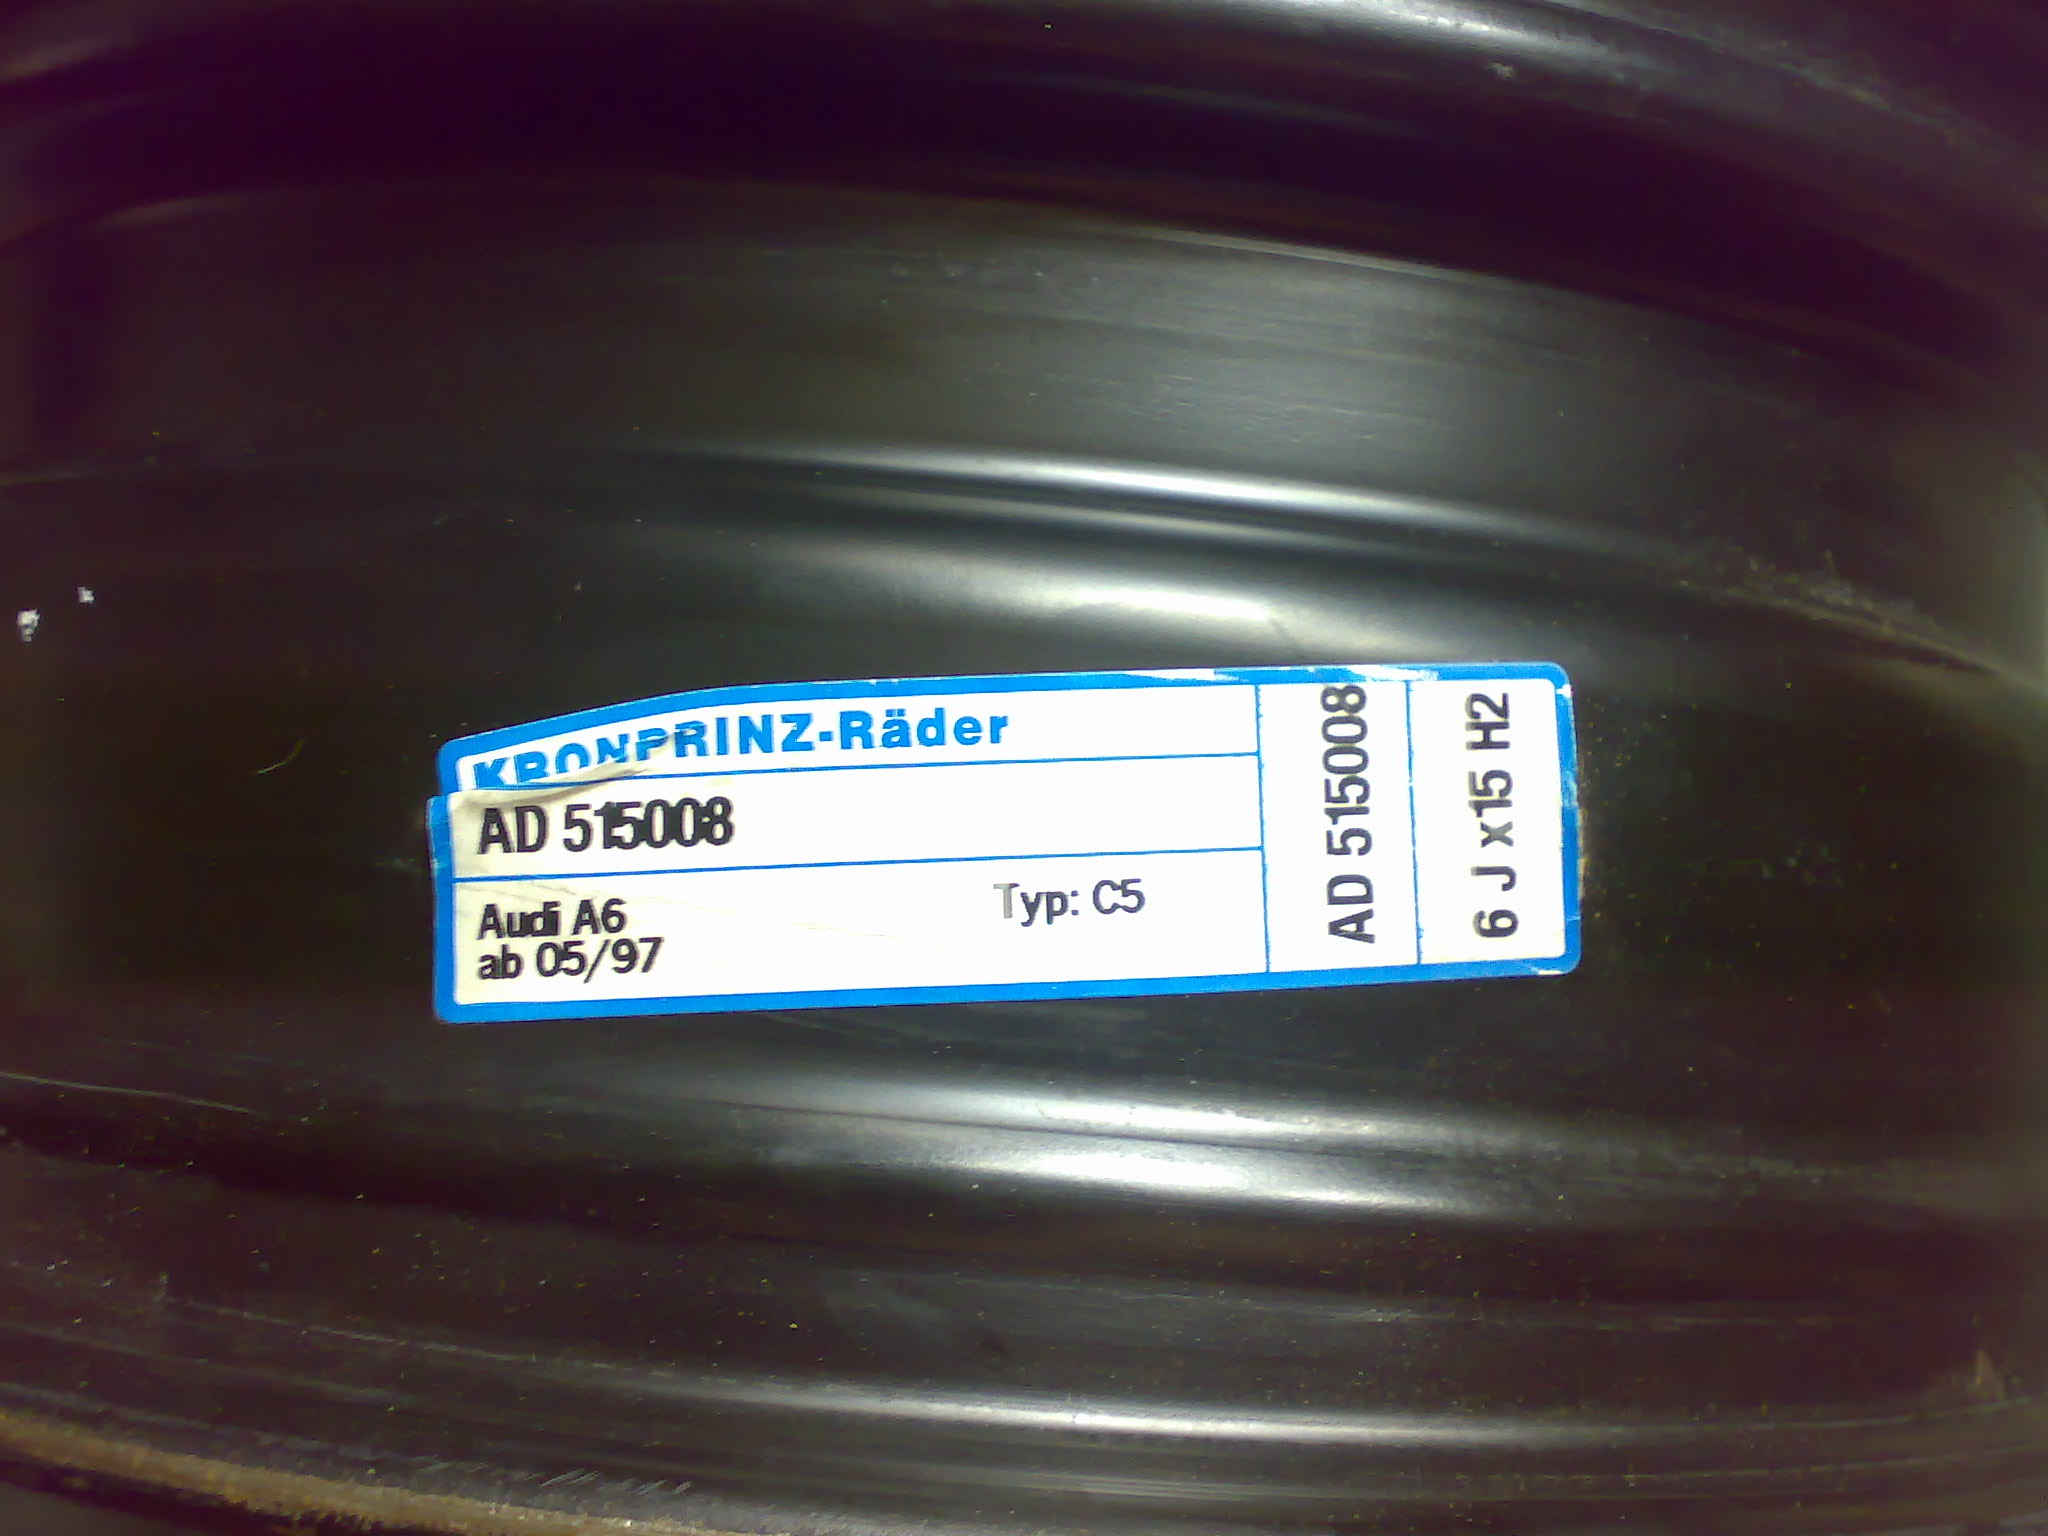 KRONPRINZ-Räder
AD 515008
Audi A6
Typ: C5
ab 05/97
AD 515008
6 J x15 H2